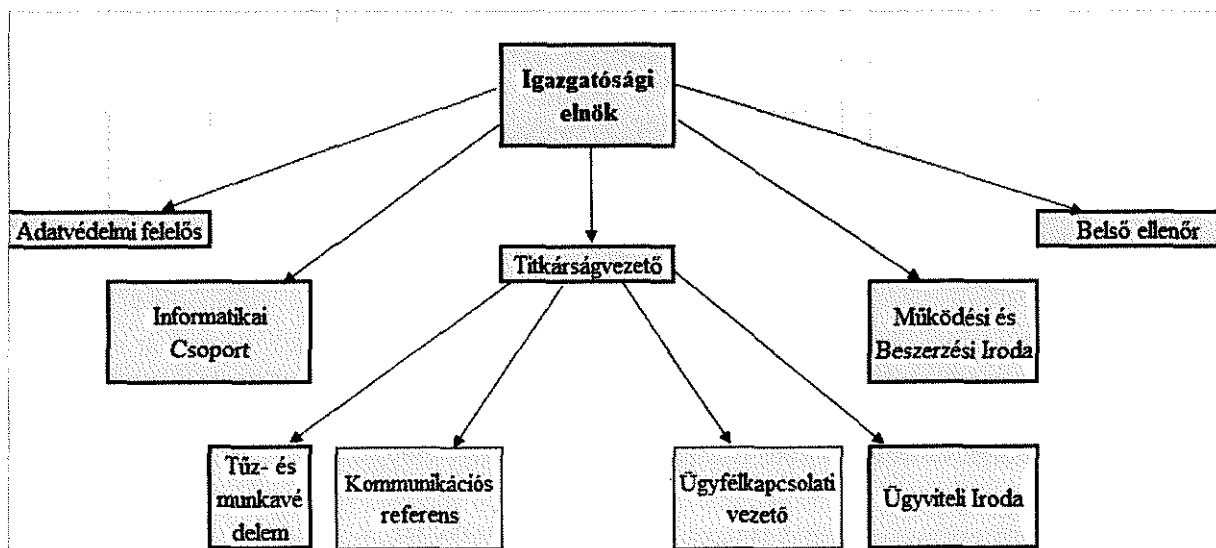 Igazgatósági
elnök
Adatvédelmi felelős
Belső ellenőr
Titkárságvezető
Informatikai
Csoport
Működési és
Beszerzési Iroda
Tűz- és
munkavé
delem
Kommunikációs
referens
Ügyfélkapcsolati
vezető
Ügyviteli Iroda